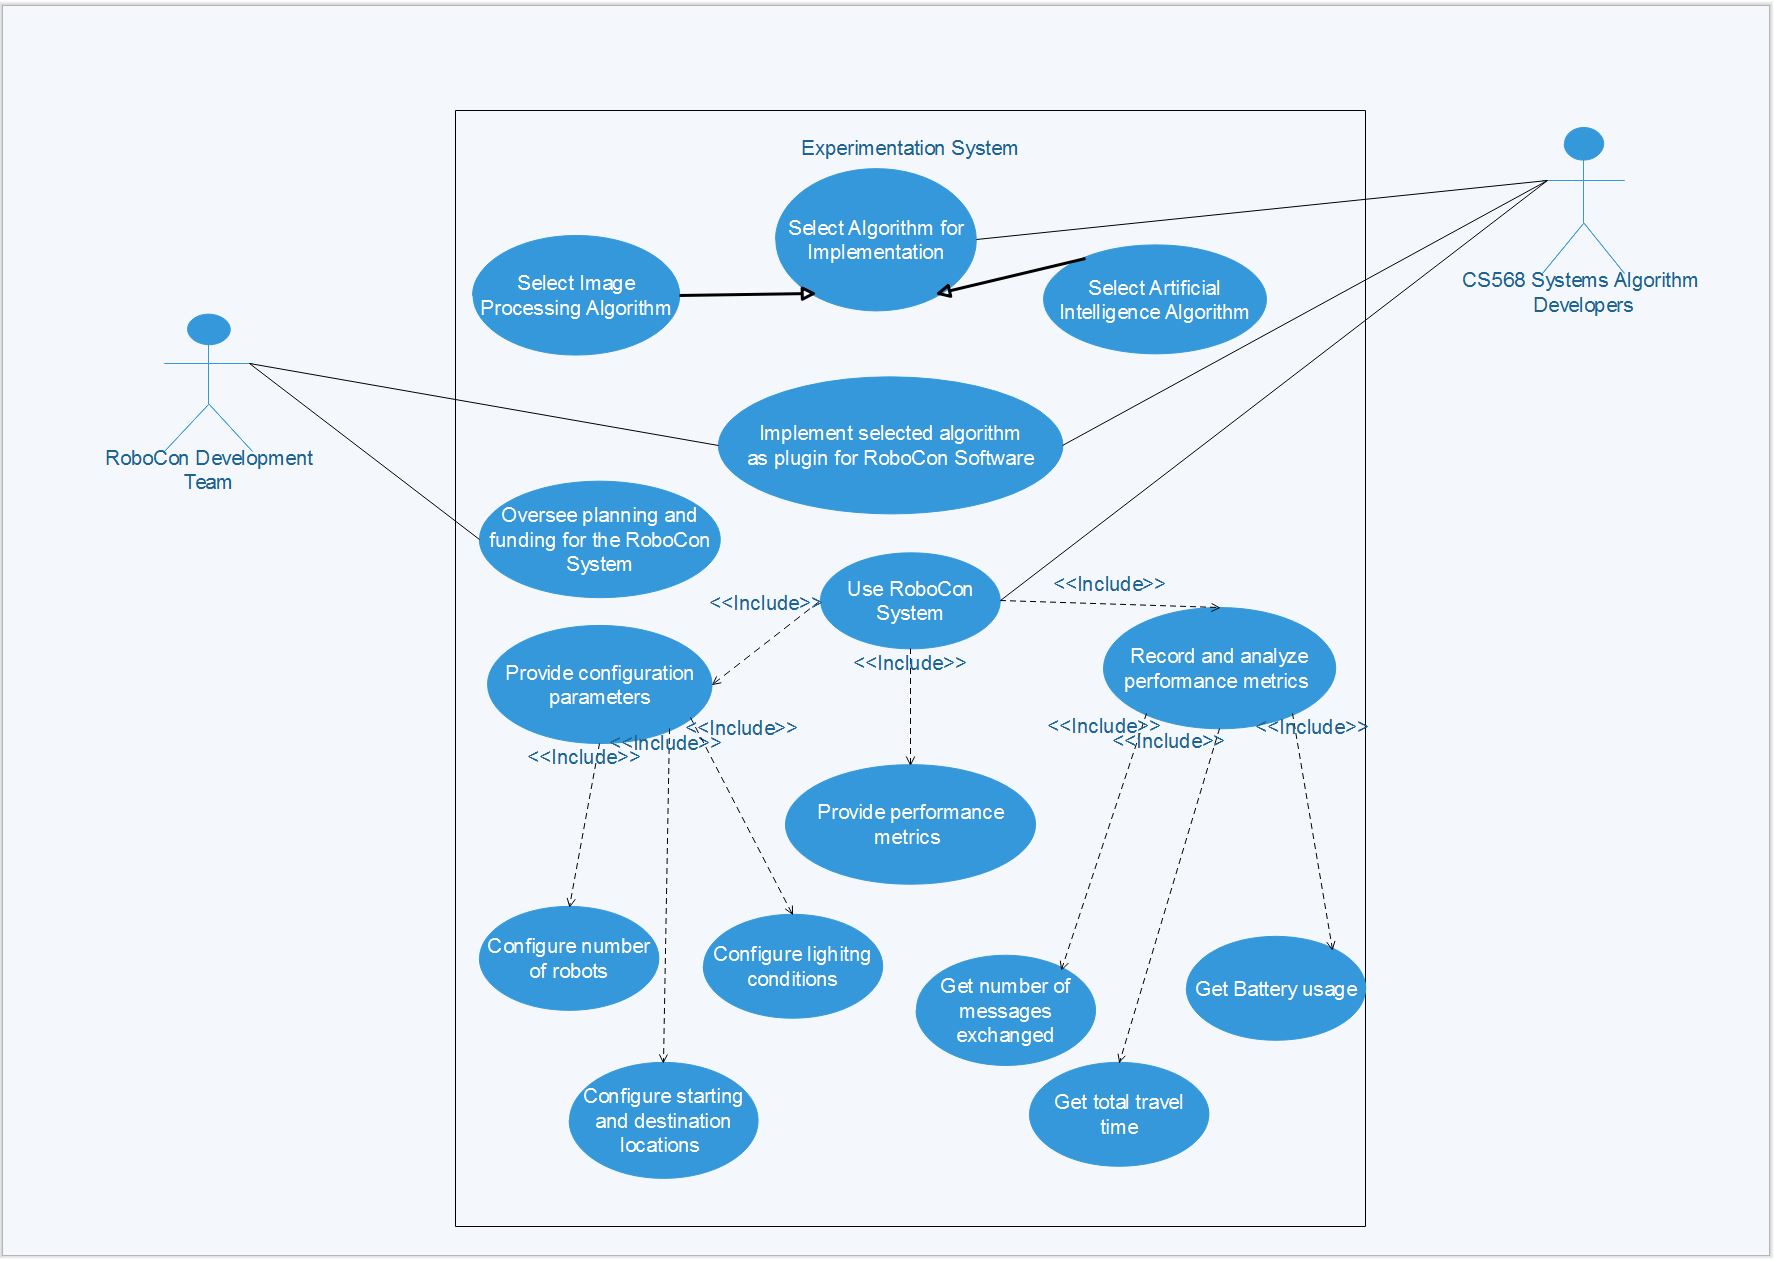 Experimentation System
Select Algorithm for
Implementation
Select Image
Processing Algorithm
Select Artificial
Intelligence Algorithm
CS568 Systems Algorithm
Developers
RoboCon Development
Team
Implement selected algorithm
as plugin for RoboCon Software
Oversee planning and
funding for the RoboCon
System
Use RoboCon
System
<<Include>>
<<Include>>
<<Include>>
Provide configuration
parameters
Record and analyze
performance metrics
<<Include>>
<<Include>>
<<Include>>
<<Include>>
<<Include>>
<<Include>>
Provide performance
metrics
Configure number
of robots
Configure lighitng
conditions
Get number of
messages
exchanged
Get Battery usage
Configure starting
and destination
locations
Get total travel
time